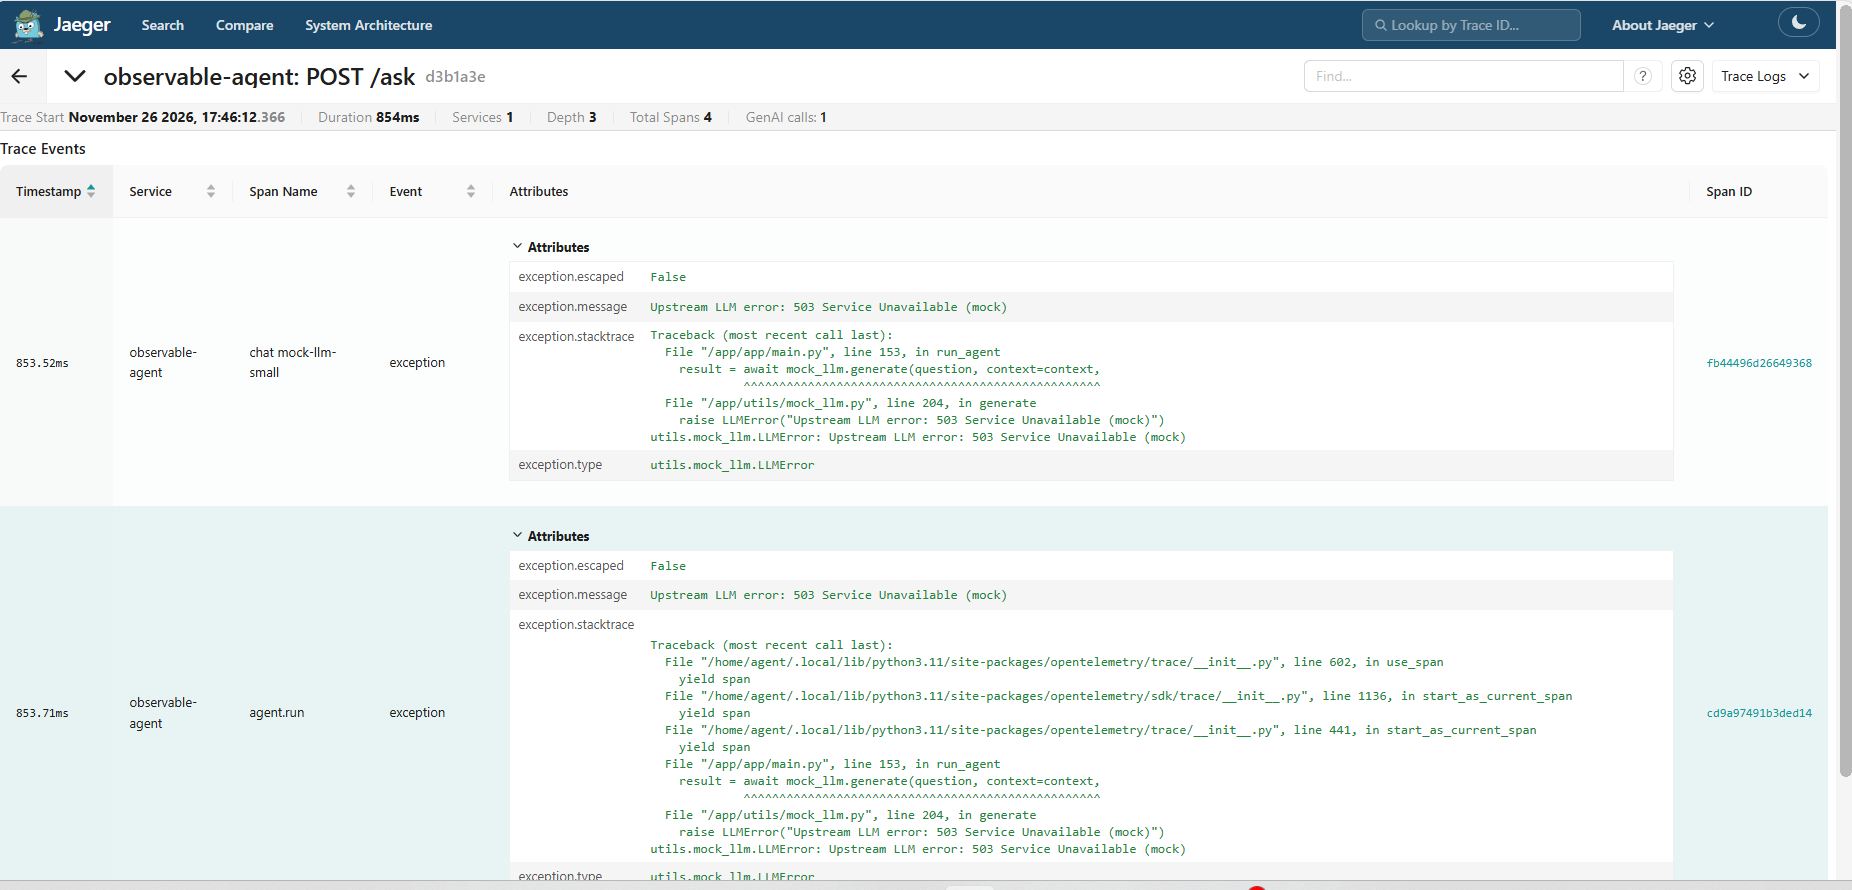 Jaeger Search Compare System Architecture Lookup by Trace ID... About Jaeger
observable-agent: POST /ask d3b1a3e Find... ? Trace Logs
Trace Start November 26 2026, 17:46:12.366 Duration 854ms Services 1 Depth 3 Total Spans 4 GenAI calls: 1
Trace Events
Timestamp Service Span Name Event Attributes Span ID
853.52ms
observable-
agent
chat mock-llm-
small
exception
Attributes
exception.escaped False
exception.message Upstream LLM error: 503 Service Unavailable (mock)
exception.stacktrace Traceback (most recent call last):
File "/app/app/main.py", line 153, in run_agent
result = await mock_llm.generate(question, context=context,
^^^^^^^^^^^^^^^^^^^^^^^^^^^^^^^^^^^^^^^^^^^^^^^^^^
File "/app/utils/mock_llm.py", line 204, in generate
raise LLMError("Upstream LLM error: 503 Service Unavailable (mock)")
utils.mock_llm.LLMError: Upstream LLM error: 503 Service Unavailable (mock)
exception.type utils.mock_llm.LLMError
fb44496d26649368
853.71ms
observable-
agent
agent.run
exception
Attributes
exception.escaped False
exception.message Upstream LLM error: 503 Service Unavailable (mock)
exception.stacktrace
Traceback (most recent call last):
File "/home/agent/.local/lib/python3.11/site-packages/opentelemetry/trace/__init__.py", line 602, in use_span
yield span
File "/home/agent/.local/lib/python3.11/site-packages/opentelemetry/sdk/trace/__init__.py", line 1136, in start_as_current_span
yield span
File "/home/agent/.local/lib/python3.11/site-packages/opentelemetry/trace/__init__.py", line 441, in start_as_current_span
yield span
File "/app/app/main.py", line 153, in run_agent
result = await mock_llm.generate(question, context=context,
^^^^^^^^^^^^^^^^^^^^^^^^^^^^^^^^^^^^^^^^^^^^^^^^^^
File "/app/utils/mock_llm.py", line 204, in generate
raise LLMError("Upstream LLM error: 503 Service Unavailable (mock)")
utils.mock_llm.LLMError: Upstream LLM error: 503 Service Unavailable (mock)
exception.type utils.mock_llm.LLMError
cd9a97491b3ded14